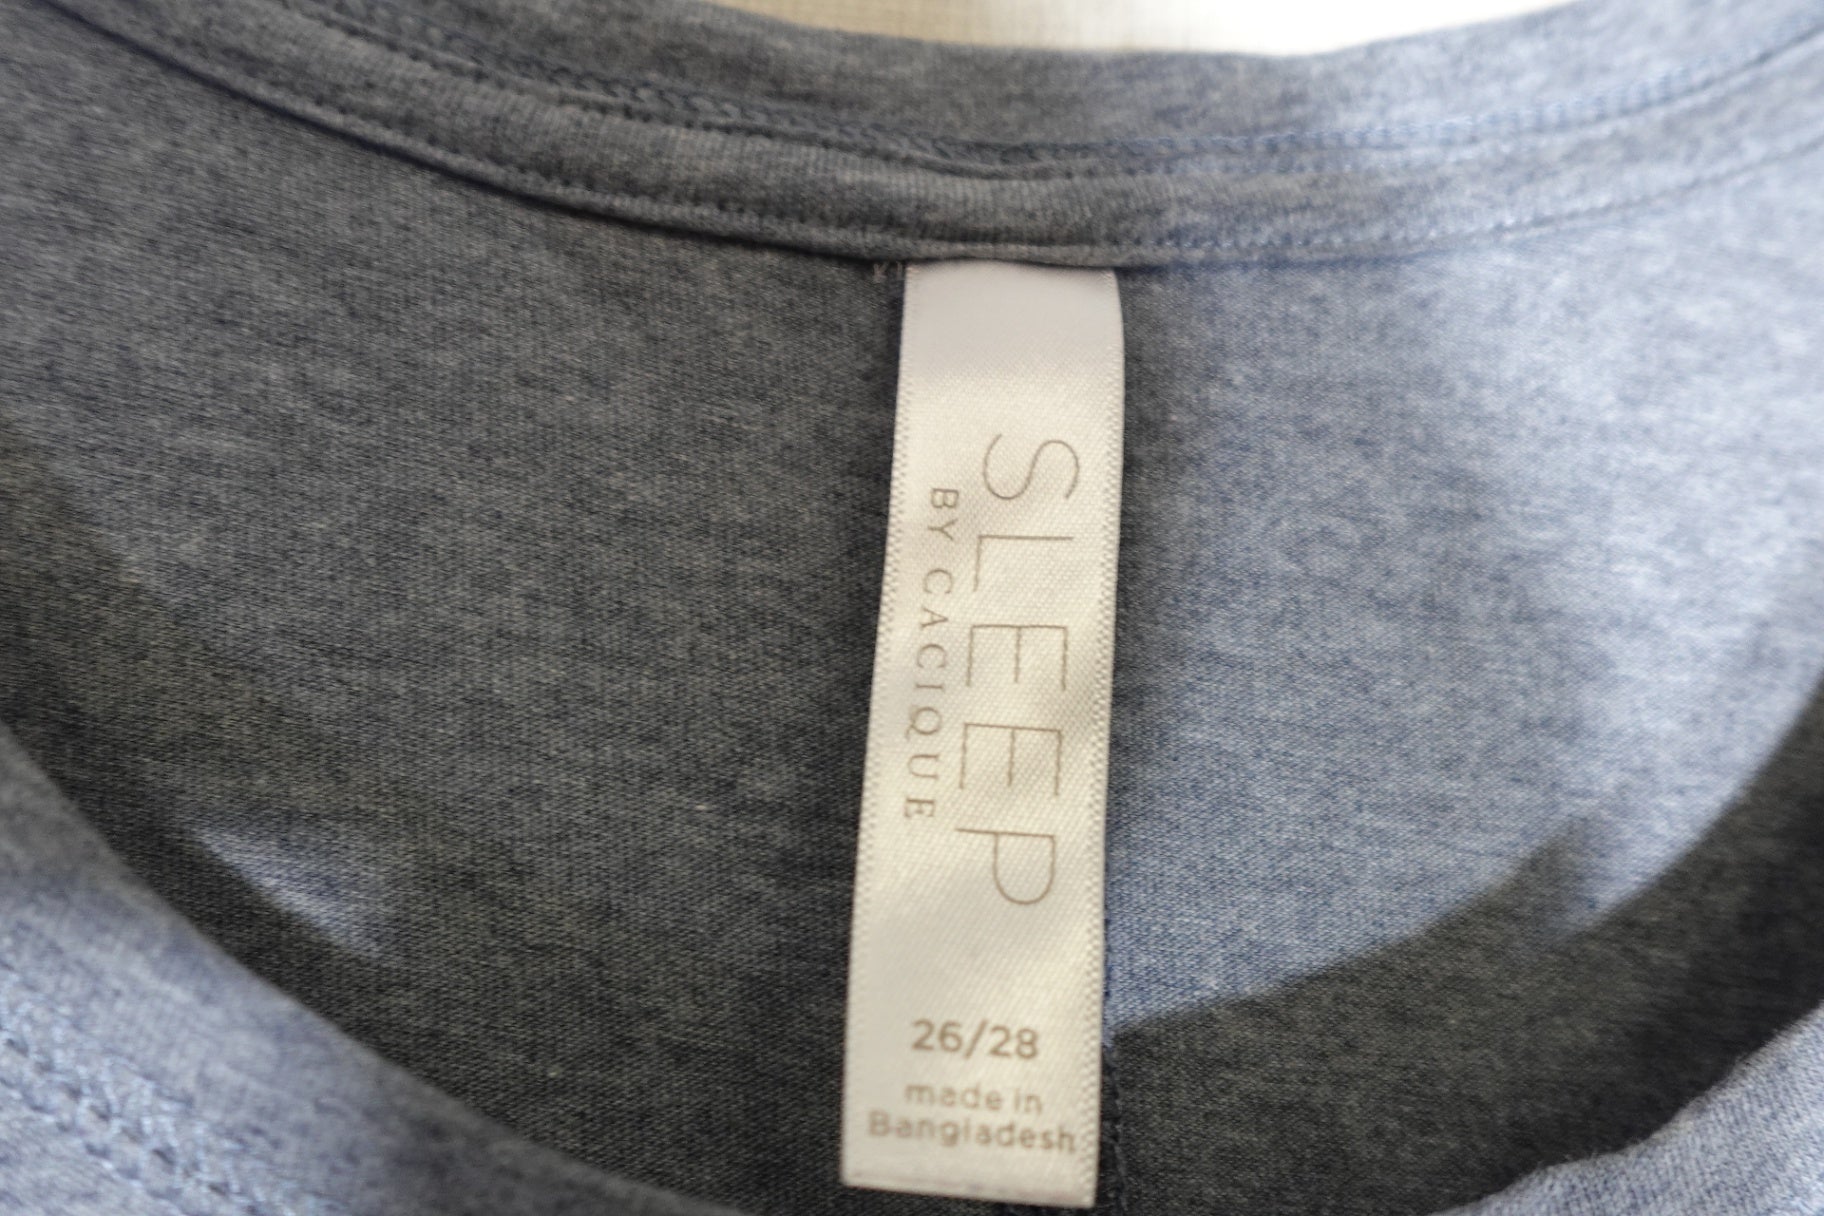 SLEEP
BY CACIQUE
26/28
made in
Bangladesh